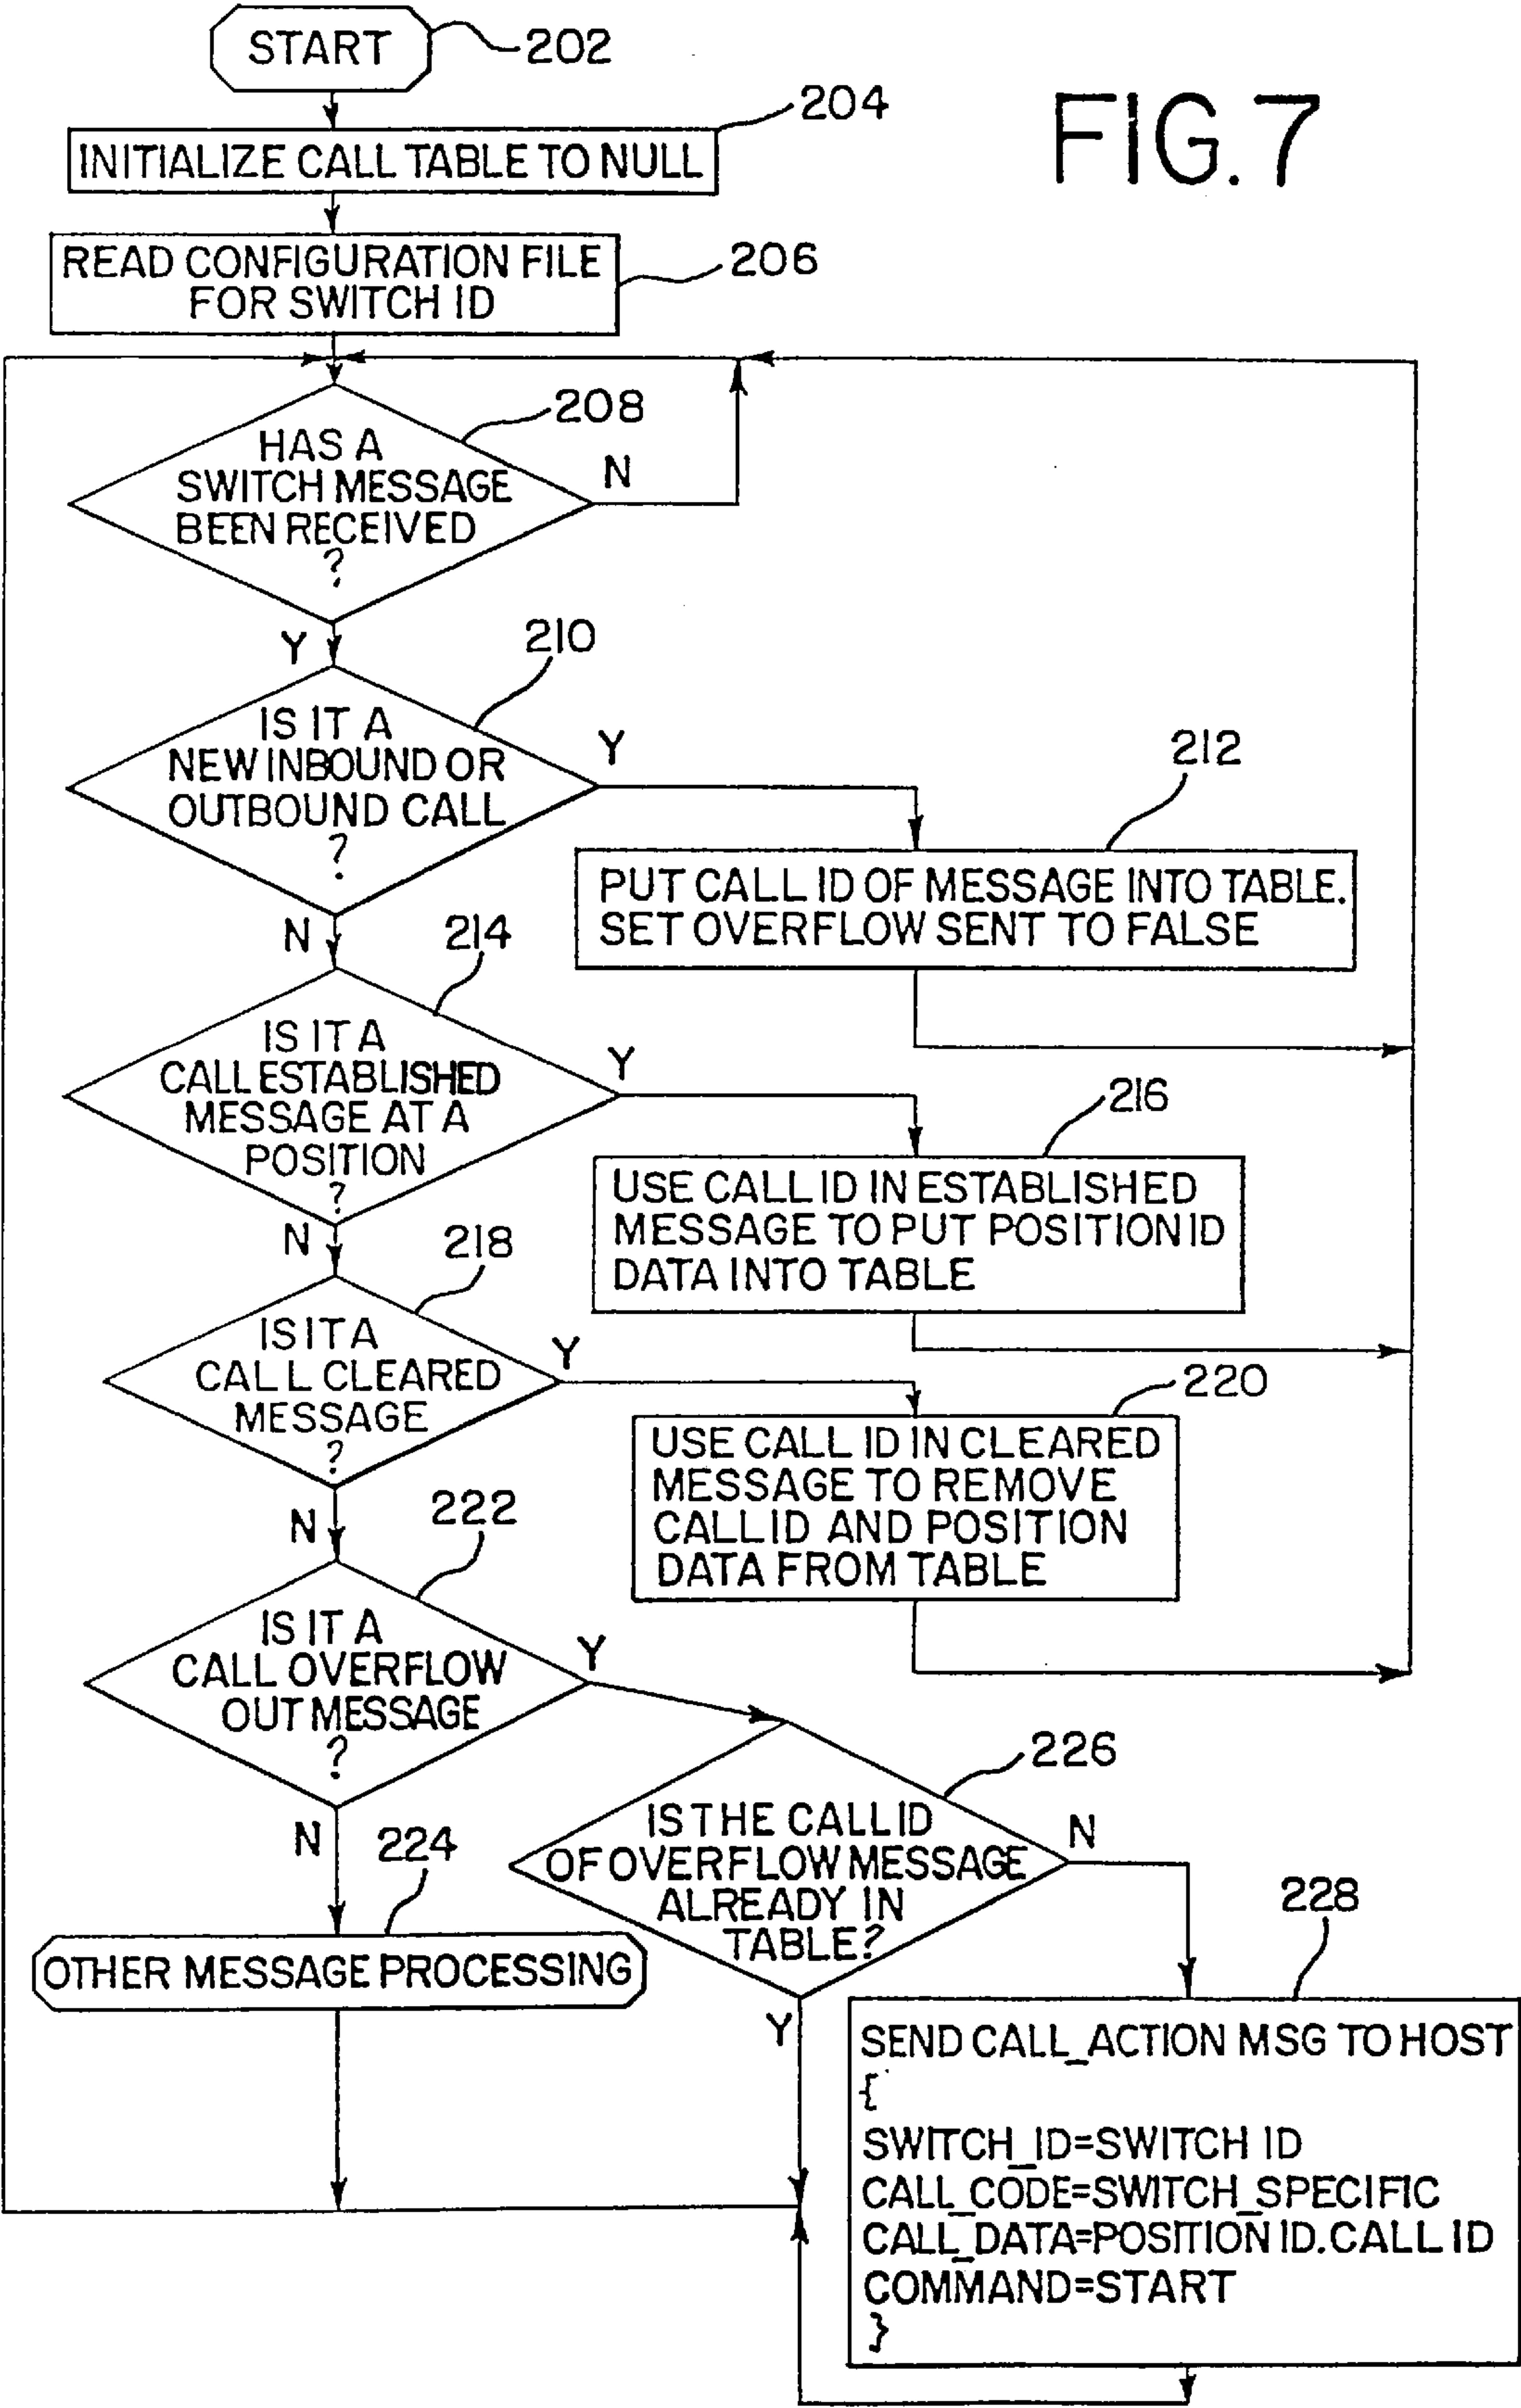 START
202
204
FIG. 7
INITIALIZE CALL TABLE TO NULL
READ CONFIGURATION FILE
FOR SWITCH ID
206
208
HAS A
SWITCH MESSAGE
BEEN RECEIVED
?
N
Y
210
IS IT A
NEW INBOUND OR
OUTBOUND CALL
?
Y
212
PUT CALL ID OF MESSAGE INTO TABLE.
SET OVERFLOW SENT TO FALSE
N
214
IS IT A
CALL ESTABLISHED
MESSAGE AT A
POSITION
?
Y
216
USE CALL ID IN ESTABLISHED
MESSAGE TO PUT POSITION ID
DATA INTO TABLE
N
218
IS IT A
CALL CLEARED
MESSAGE
?
Y
220
USE CALL ID IN CLEARED
MESSAGE TO REMOVE
CALL ID AND POSITION
DATA FROM TABLE
N
222
IS IT A
CALL OVERFLOW
OUT MESSAGE
?
Y
226
IS THE CALL ID
OF OVERFLOW MESSAGE
ALREADY IN
TABLE?
N
N
224
OTHER MESSAGE PROCESSING
Y
228
SEND CALL_ACTION MSG TO HOST
{
SWITCH_ID=SWITCH ID
CALL_CODE=SWITCH_SPECIFIC
CALL_DATA=POSITION ID.CALL ID
COMMAND=START
}